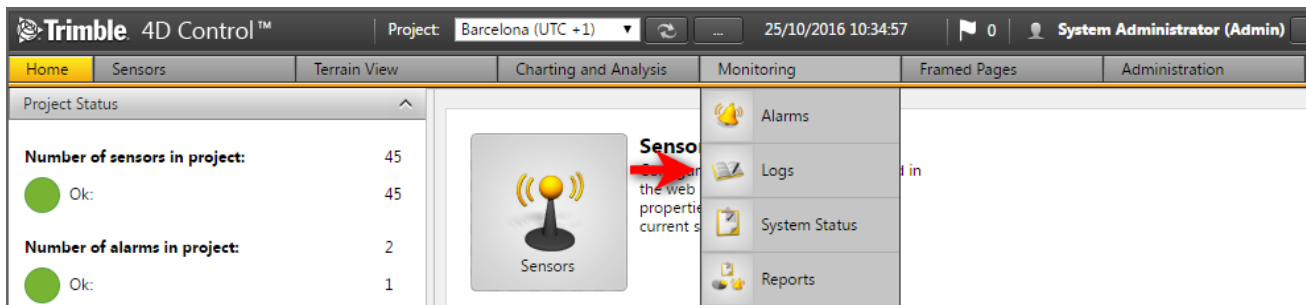 Trimble. 4D Control™ Project: Barcelona (UTC +1) ... 25/10/2016 10:34:57 0 System Administrator (Admin)
Home Sensors Terrain View Charting and Analysis Monitoring Framed Pages Administration
Project Status
Number of sensors in project: 45
Ok: 45
Number of alarms in project: 2
Ok: 1
Sensors
the web
current
in
Alarms
Logs
System Status
Reports